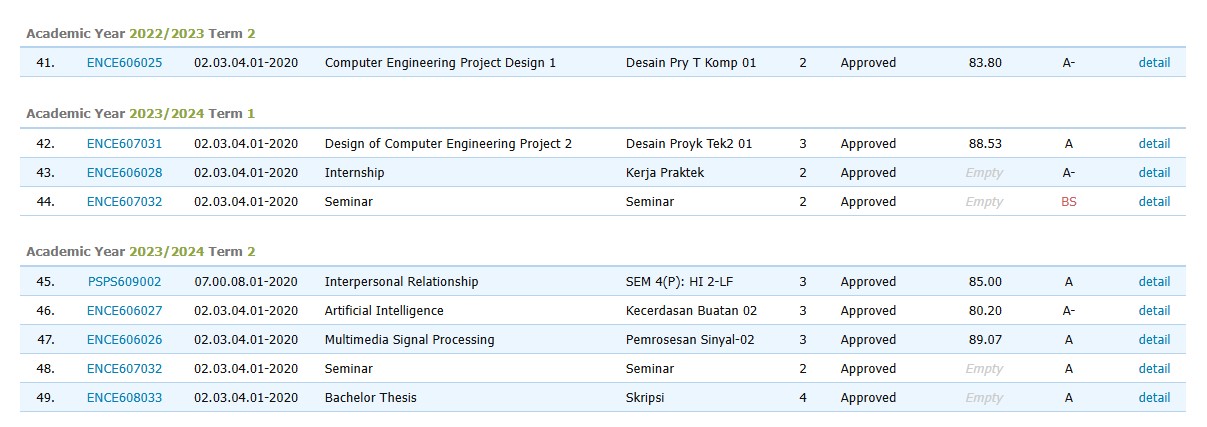 Academic Year 2022/2023 Term 2
41. ENCE606025 02.03.04.01-2020 Computer Engineering Project Design 1 Desain Pry T Komp 01 2 Approved 83.80 A- detail
Academic Year 2023/2024 Term 1
42. ENCE607031 02.03.04.01-2020 Design of Computer Engineering Project 2 Desain Proyk Tek2 01 3 Approved 88.53 A detail
43. ENCE606028 02.03.04.01-2020 Internship Kerja Praktek 2 Approved Empty A- detail
44. ENCE607032 02.03.04.01-2020 Seminar Seminar 2 Approved Empty BS detail
Academic Year 2023/2024 Term 2
45. PSPS609002 07.00.08.01-2020 Interpersonal Relationship SEM 4(P): HI 2-LF 3 Approved 85.00 A detail
46. ENCE606027 02.03.04.01-2020 Artificial Intelligence Kecerdasan Buatan 02 3 Approved 80.20 A- detail
47. ENCE606026 02.03.04.01-2020 Multimedia Signal Processing Pemrosesan Sinyal-02 3 Approved 89.07 A detail
48. ENCE607032 02.03.04.01-2020 Seminar Seminar 2 Approved Empty A detail
49. ENCE608033 02.03.04.01-2020 Bachelor Thesis Skripsi 4 Approved Empty A detail